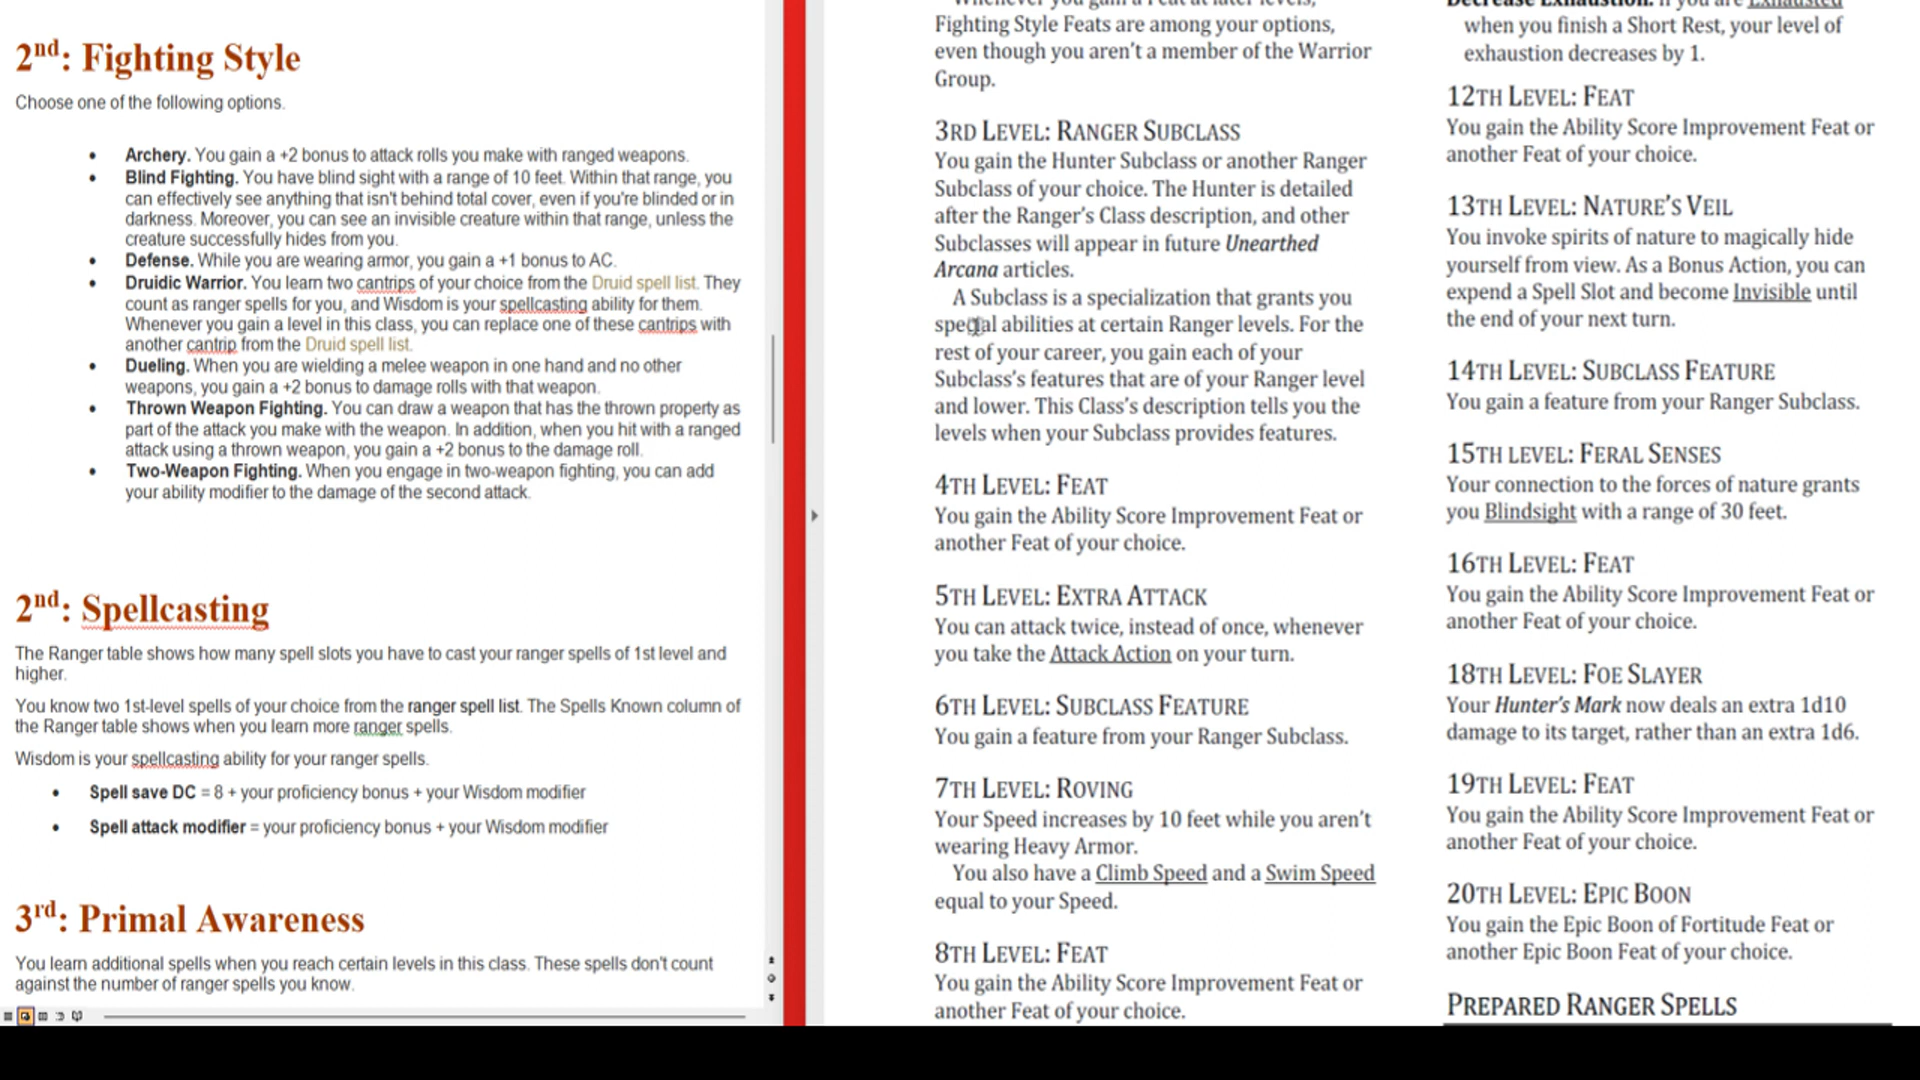 2nd: Fighting Style
Choose one of the following options.
• Archery. You gain a +2 bonus to attack rolls you make with ranged weapons.
• Blind Fighting. You have blind sight with a range of 10 feet. Within that range, you
can effectively see anything that isn't behind total cover, even if you're blinded or in
darkness. Moreover, you can see an invisible creature within that range, unless the
creature successfully hides from you.
• Defense. While you are wearing armor, you gain a +1 bonus to AC.
• Druidic Warrior. You learn two cantrips of your choice from the Druid spell list. They
count as ranger spells for you, and Wisdom is your spellcasting ability for them.
Whenever you gain a level in this class, you can replace one of these cantrips with
another cantrip from the Druid spell list.
• Dueling. When you are wielding a melee weapon in one hand and no other
weapons, you gain a +2 bonus to damage rolls with that weapon.
• Thrown Weapon Fighting. You can draw a weapon that has the thrown property as
part of the attack you make with the weapon. In addition, when you hit with a ranged
attack using a thrown weapon, you gain a +2 bonus to the damage roll.
• Two-Weapon Fighting. When you engage in two-weapon fighting, you can add
your ability modifier to the damage of the second attack.
2nd: Spellcasting
The Ranger table shows how many spell slots you have to cast your ranger spells of 1st level and
higher.
You know two 1st-level spells of your choice from the ranger spell list. The Spells Known column of
the Ranger table shows when you learn more ranger spells.
Wisdom is your spellcasting ability for your ranger spells.
• Spell save DC = 8 + your proficiency bonus + your Wisdom modifier
• Spell attack modifier = your proficiency bonus + your Wisdom modifier
3rd: Primal Awareness
You learn additional spells when you reach certain levels in this class. These spells don't count
against the number of ranger spells you know.
Whenever you gain a Feat at later levels,
Fighting Style Feats are among your options,
even though you aren't a member of the Warrior
Group.
3RD LEVEL: RANGER SUBCLASS
You gain the Hunter Subclass or another Ranger
Subclass of your choice. The Hunter is detailed
after the Ranger's Class description, and other
Subclasses will appear in future Unearthed
Arcana articles.
A Subclass is a specialization that grants you
special abilities at certain Ranger levels. For the
rest of your career, you gain each of your
Subclass's features that are of your Ranger level
and lower. This Class's description tells you the
levels when your Subclass provides features.
4TH LEVEL: FEAT
You gain the Ability Score Improvement Feat or
another Feat of your choice.
5TH LEVEL: EXTRA ATTACK
You can attack twice, instead of once, whenever
you take the Attack Action on your turn.
6TH LEVEL: SUBCLASS FEATURE
You gain a feature from your Ranger Subclass.
7TH LEVEL: ROVING
Your Speed increases by 10 feet while you aren't
wearing Heavy Armor.
You also have a Climb Speed and a Swim Speed
equal to your Speed.
8TH LEVEL: FEAT
You gain the Ability Score Improvement Feat or
another Feat of your choice.
Decrease Exhaustion. If you are Exhausted
when you finish a Short Rest, your level of
exhaustion decreases by 1.
12TH LEVEL: FEAT
You gain the Ability Score Improvement Feat or
another Feat of your choice.
13TH LEVEL: NATURE'S VEIL
You invoke spirits of nature to magically hide
yourself from view. As a Bonus Action, you can
expend a Spell Slot and become Invisible until
the end of your next turn.
14TH LEVEL: SUBCLASS FEATURE
You gain a feature from your Ranger Subclass.
15TH LEVEL: FERAL SENSES
Your connection to the forces of nature grants
you Blindsight with a range of 30 feet.
16TH LEVEL: FEAT
You gain the Ability Score Improvement Feat or
another Feat of your choice.
18TH LEVEL: FOE SLAYER
Your Hunter's Mark now deals an extra 1d10
damage to its target, rather than an extra 1d6.
19TH LEVEL: FEAT
You gain the Ability Score Improvement Feat or
another Feat of your choice.
20TH LEVEL: EPIC BOON
You gain the Epic Boon of Fortitude Feat or
another Epic Boon Feat of your choice.
PREPARED RANGER SPELLS